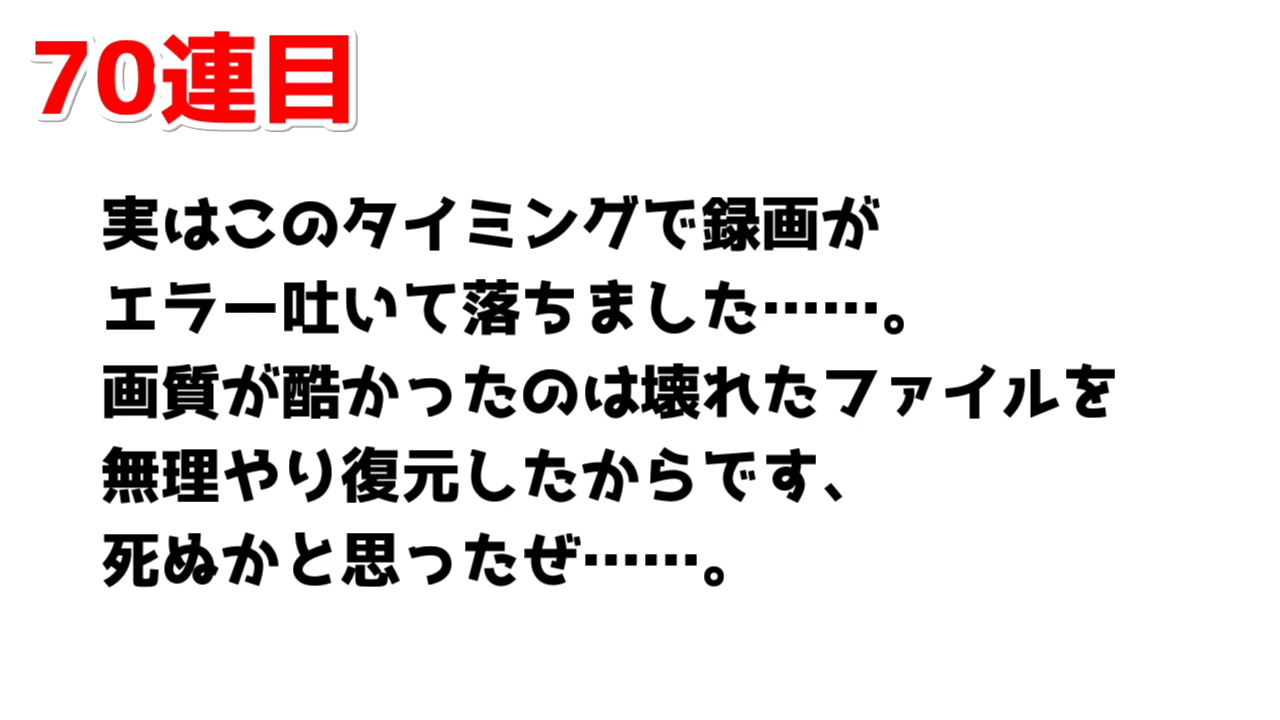 70連目
実はこのタイミングで録画が
エラー吐いて落ちました……。
画質が酷かったのは壊れたファイルを
無理やり復元したからです、
死ぬかと思ったぜ……。